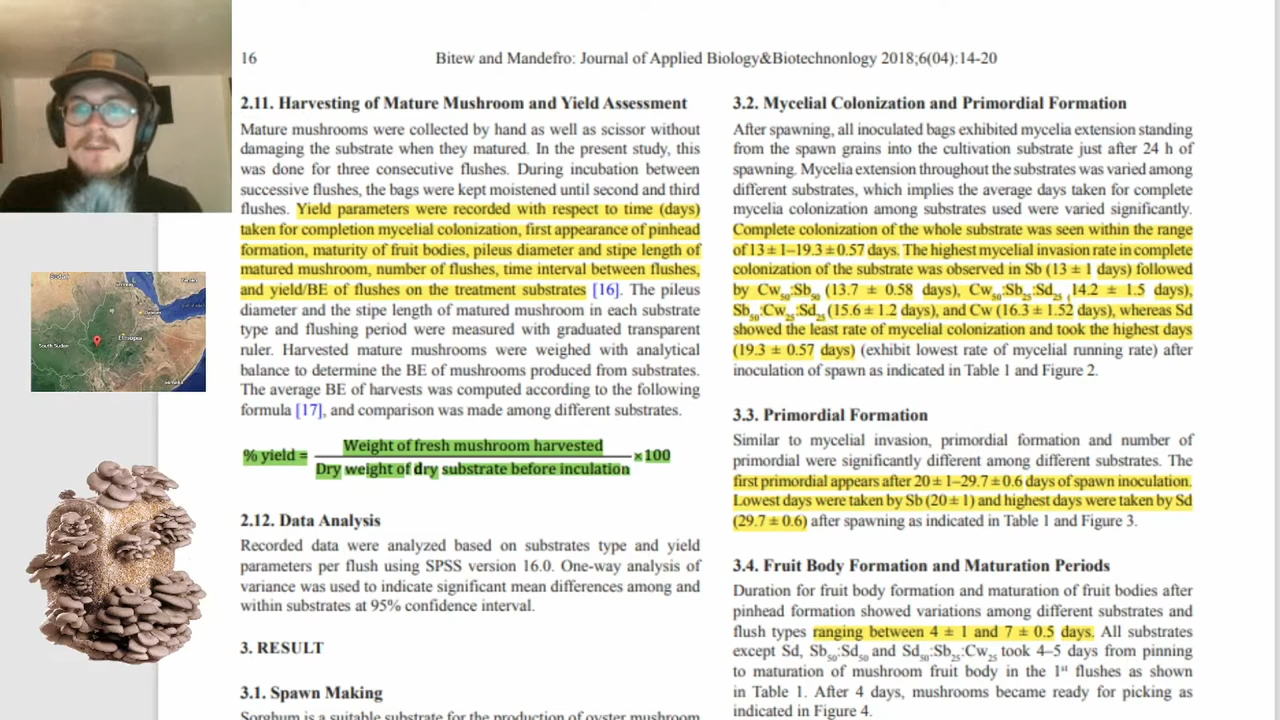 16
Bitew and Mandefro: Journal of Applied Biology&Biotechnonlogy 2018;6(04):14-20
2.11. Harvesting of Mature Mushroom and Yield Assessment
Mature mushrooms were collected by hand as well as scissor without
damaging the substrate when they matured. In the present study, this
was done for three consecutive flushes. During incubation between
successive flushes, the bags were kept moistened until second and third
flushes. Yield parameters were recorded with respect to time (days)
taken for completion mycelial colonization, first appearance of pinhead
formation, maturity of fruit bodies, pileus diameter and stipe length of
matured mushroom, number of flushes, time interval between flushes,
and yield/BE of flushes on the treatment substrates [16]. The pileus
diameter and the stipe length of matured mushroom in each substrate
type and flushing period were measured with graduated transparent
ruler. Harvested mature mushrooms were weighed with analytical
balance to determine the BE of mushrooms produced from substrates.
The average BE of harvests was computed according to the following
formula [17], and comparison was made among different substrates.
% yield = Weight of fresh mushroom harvested ×100
Dry weight of dry substrate before inculation
2.12. Data Analysis
Recorded data were analyzed based on substrates type and yield
parameters per flush using SPSS version 16.0. One-way analysis of
variance was used to indicate significant mean differences among and
within substrates at 95% confidence interval.
3. RESULT
3.1. Spawn Making
Sorghum is a suitable substrate for the production of oyster mushroom
3.2. Mycelial Colonization and Primordial Formation
After spawning, all inoculated bags exhibited mycelia extension standing
from the spawn grains into the cultivation substrate just after 24 h of
spawning. Mycelia extension throughout the substrates was varied among
different substrates, which implies the average days taken for complete
mycelia colonization among substrates used were varied significantly.
Complete colonization of the whole substrate was seen within the range
of 13 ± 1–19.3 ± 0.57 days. The highest mycelial invasion rate in complete
colonization of the substrate was observed in Sb (13 ± 1 days) followed
by Cw50:Sb50 (13.7 ± 0.58 days), Cw50:Sb25:Sd25 (14.2 ± 1.5 days),
Sb50:Cw25:Sd25 (15.6 ± 1.2 days), and Cw (16.3 ± 1.52 days), whereas Sd
showed the least rate of mycelial colonization and took the highest days
(19.3 ± 0.57 days) (exhibit lowest rate of mycelial running rate) after
inoculation of spawn as indicated in Table 1 and Figure 2.
3.3. Primordial Formation
Similar to mycelial invasion, primordial formation and number of
primordial were significantly different among different substrates. The
first primordial appears after 20 ± 1–29.7 ± 0.6 days of spawn inoculation.
Lowest days were taken by Sb (20 ± 1) and highest days were taken by Sd
(29.7 ± 0.6) after spawning as indicated in Table 1 and Figure 3.
3.4. Fruit Body Formation and Maturation Periods
Duration for fruit body formation and maturation of fruit bodies after
pinhead formation showed variations among different substrates and
flush types ranging between 4 ± 1 and 7 ± 0.5 days. All substrates
except Sd, Sb50:Sd50 and Sd50:Sb25:Cw25 took 4–5 days from pinning
to maturation of mushroom fruit body in the 1st flushes as shown
in Table 1. After 4 days, mushrooms became ready for picking as
indicated in Figure 4.
South Sudan
Ethiopia